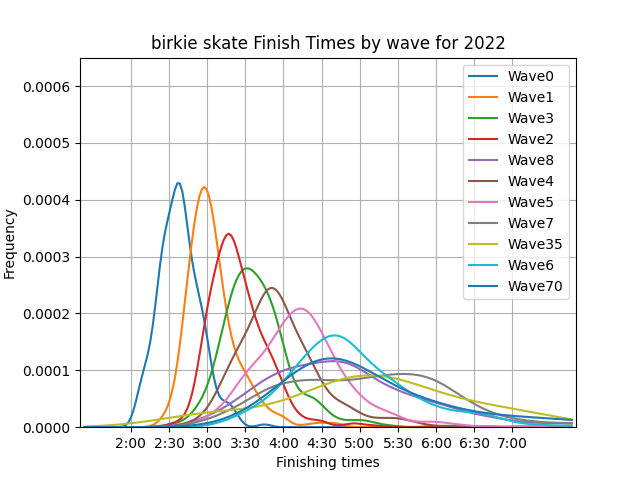 birkie skate Finish Times by wave for 2022
Frequency
0.0006
0.0005
0.0004
0.0003
0.0002
0.0001
0.0000
Wave0
Wave1
Wave3
Wave2
Wave8
Wave4
Wave5
Wave7
Wave35
Wave6
Wave70
2:00 2:30 3:00 3:30 4:00 4:30 5:00 5:30 6:00 6:30 7:00
Finishing times